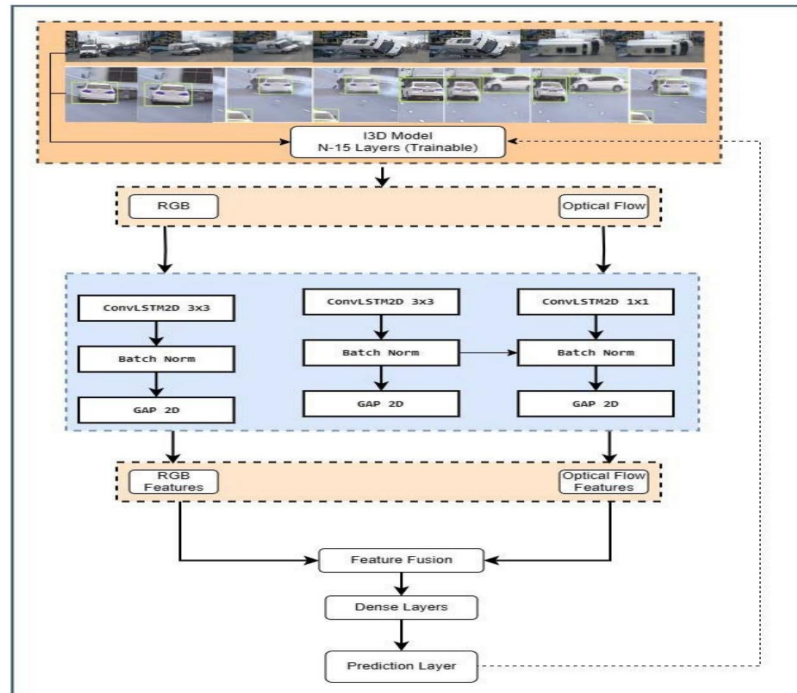 I3D Model
N-15 Layers (Trainable)
RGB
Optical Flow
ConvLSTM2D 3x3
ConvLSTM2D 3x3
ConvLSTM2D 1x1
Batch Norm
Batch Norm
Batch Norm
GAP 2D
GAP 2D
GAP 2D
RGB
Features
Optical Flow
Features
Feature Fusion
Dense Layers
Prediction Layer